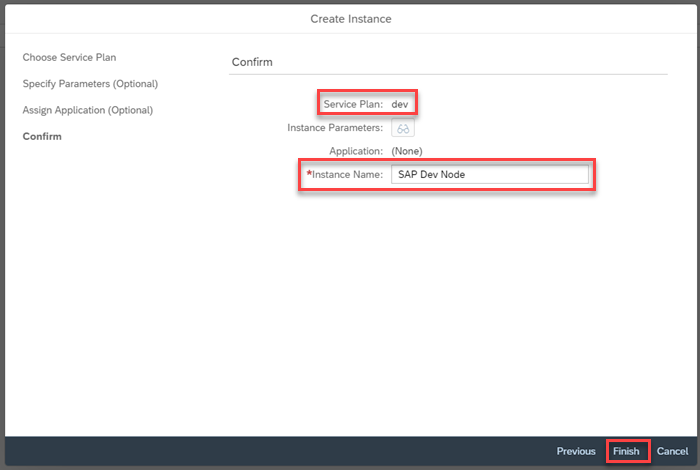 Create Instance
Choose Service Plan
Specify Parameters (Optional)
Assign Application (Optional)
Confirm
Confirm
Service Plan: dev
Instance Parameters:
Application: (None)
*Instance Name: SAP Dev Node
Previous Finish Cancel